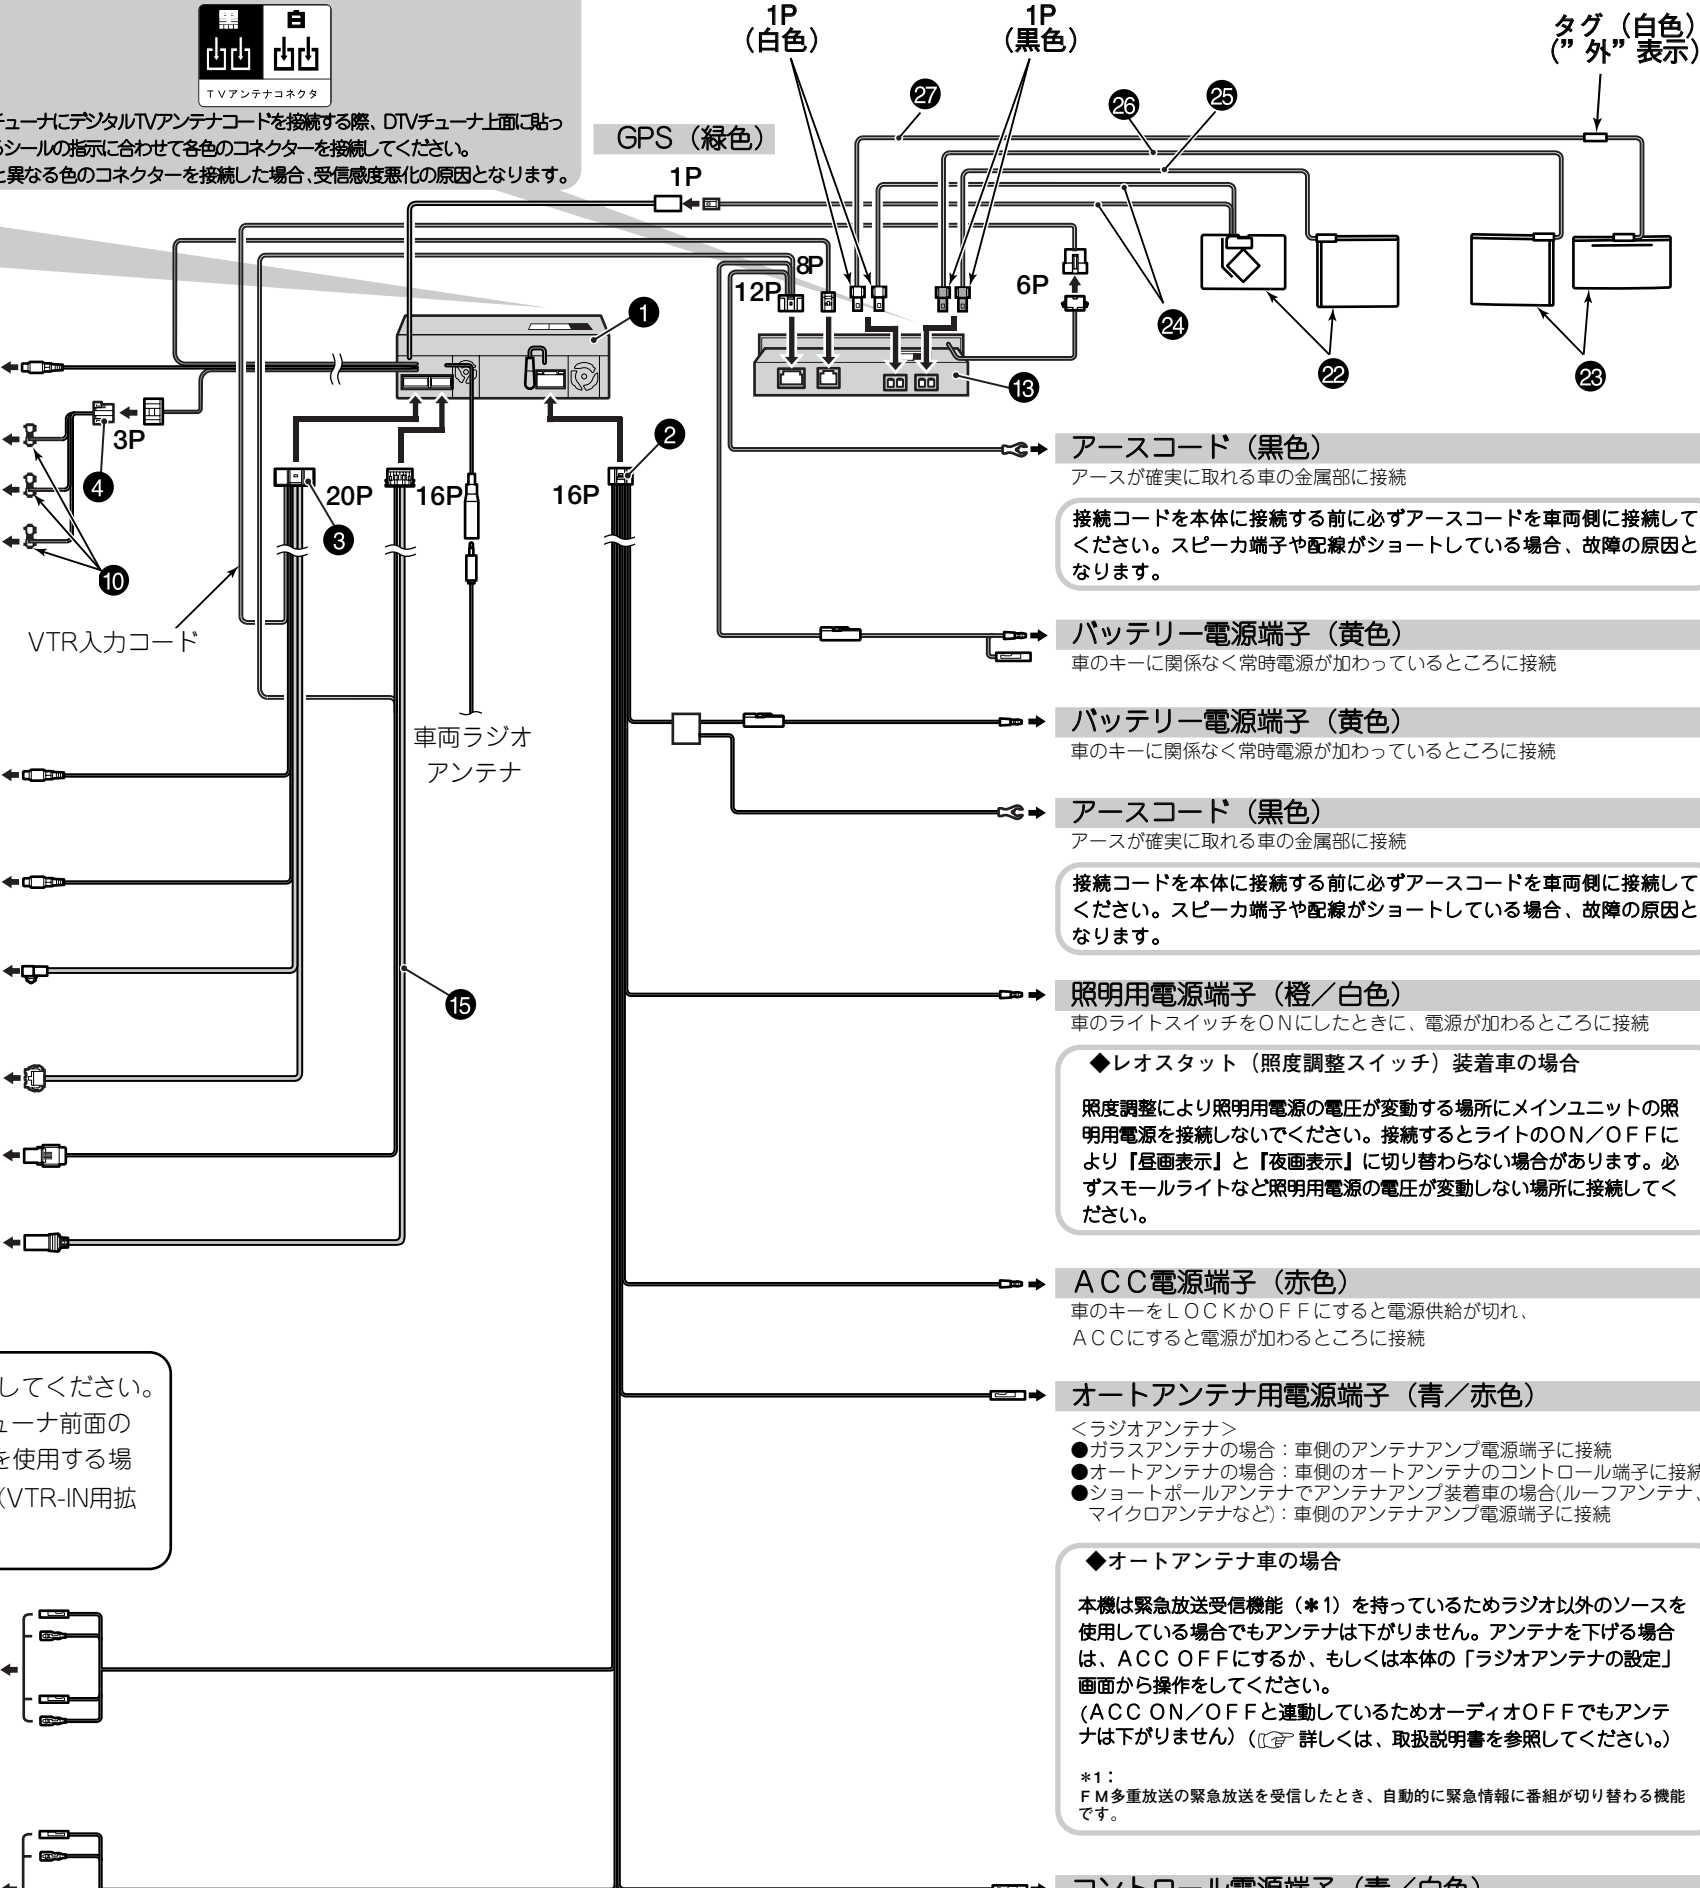 白
TVアンテナコネクタ
チューナにデジタルTVアンテナコードを接続する際、DTVチューナ上面に貼っ
るシールの指示に合わせて各色のコネクターを接続してください。
と異なる色のコネクターを接続した場合、受信感度悪化の原因となります。
GPS（緑色）
1P
1P
（白色）
1P
（黒色）
タグ（白色）
（”外”表示）
27
26
25
24
22
23
8P
12P
6P
1
13
2
3P
4
20P
16P
16P
3
10
VTR入力コード
車両ラジオ
アンテナ
15
アースコード（黒色）
アースが確実に取れる車の金属部に接続
接続コードを本体に接続する前に必ずアースコードを車両側に接続して
ください。スピーカ端子や配線がショートしている場合、故障の原因と
なります。
バッテリー電源端子（黄色）
車のキーに関係なく常時電源が加わっているところに接続
バッテリー電源端子（黄色）
車のキーに関係なく常時電源が加わっているところに接続
アースコード（黒色）
アースが確実に取れる車の金属部に接続
接続コードを本体に接続する前に必ずアースコードを車両側に接続して
ください。スピーカ端子や配線がショートしている場合、故障の原因と
なります。
照明用電源端子（橙／白色）
車のライトスイッチをＯＮにしたときに、電源が加わるところに接続
◆レオスタット（照度調整スイッチ）装着車の場合
照度調整により照明用電源の電圧が変動する場所にメインユニットの照
明用電源を接続しないでください。接続するとライトのＯＮ／ＯＦＦに
より『昼画表示』と『夜画表示』に切り替わらない場合があります。必
ずスモールライトなど照明用電源の電圧が変動しない場所に接続してく
ださい。
ＡＣＣ電源端子（赤色）
車のキーをＬＯＣＫかＯＦＦにすると電源供給が切れ、
ＡＣＣにすると電源が加わるところに接続
オートアンテナ用電源端子（青／赤色）
＜ラジオアンテナ＞
●ガラスアンテナの場合：車側のアンテナアンプ電源端子に接続
●オートアンテナの場合：車側のオートアンテナのコントロール端子に接続
●ショートポールアンテナでアンテナアンプ装着車の場合(ルーフアンテナ、
マイクロアンテナなど)：車側のアンテナアンプ電源端子に接続
◆オートアンテナ車の場合
本機は緊急放送受信機能（＊1）を持っているためラジオ以外のソースを
使用している場合でもアンテナは下がりません。アンテナを下げる場合
は、ＡＣＣ ＯＦＦにするか、もしくは本体の「ラジオアンテナの設定」
画面から操作をしてください。
（ＡＣＣ ＯＮ／ＯＦＦと連動しているためオーディオＯＦＦでもアンテ
ナは下がりません）（☞ 詳しくは、取扱説明書を参照してください。）
＊1：
ＦＭ多重放送の緊急放送を受信したとき、自動的に緊急情報に番組が切り替わる機能
です。
コントロール電源端子（青／白色）
してください。
ューナ前面の
を使用する場
(VTR-IN用拡